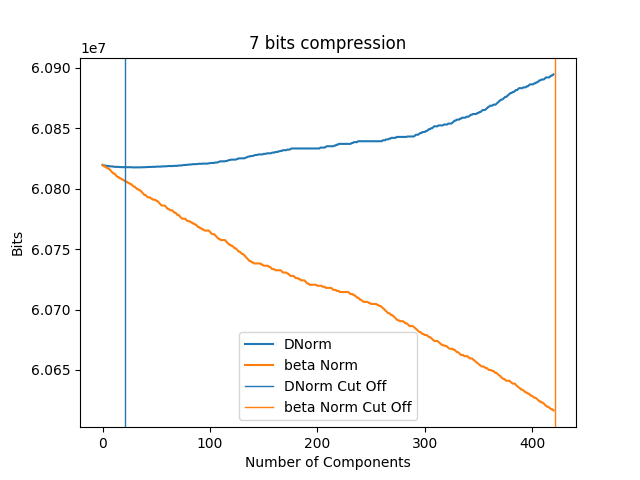 7 bits compression
1e7
6.090
6.085
6.080
6.075
6.070
6.065
Bits
DNorm
beta Norm
DNorm Cut Off
beta Norm Cut Off
0 100 200 300 400
Number of Components